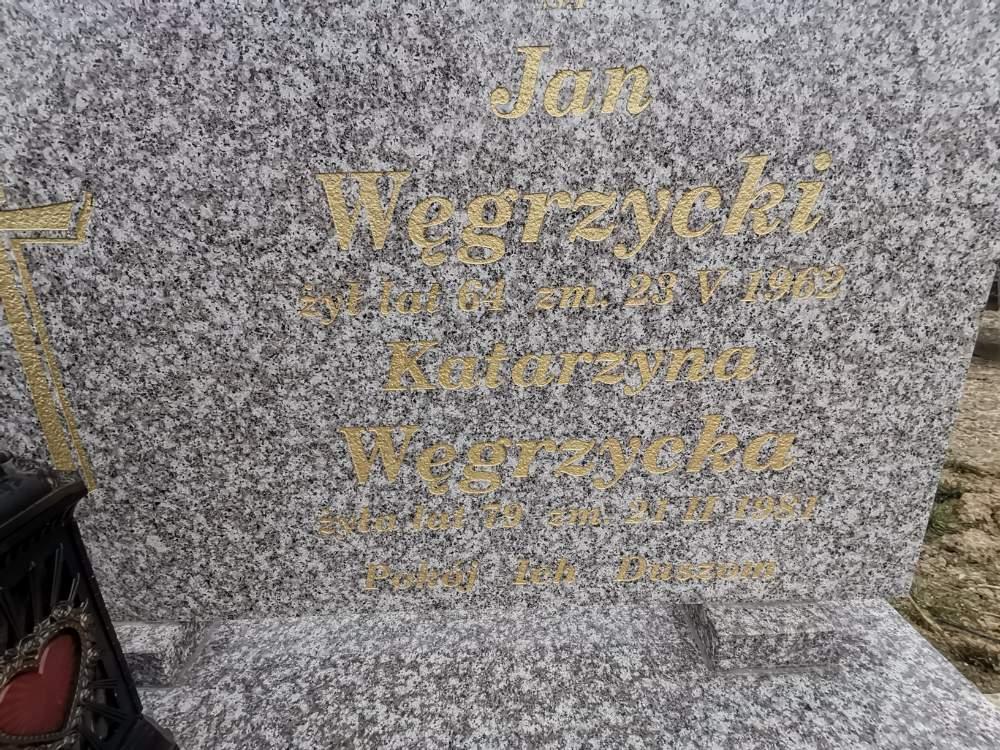 Jan
Węgrzycki
żył lat 64 zm. 23 V 1962
Katarzyna
Węgrzycka
żyła lat 79 zm. 21 II 1981
Pokój Ich Duszom